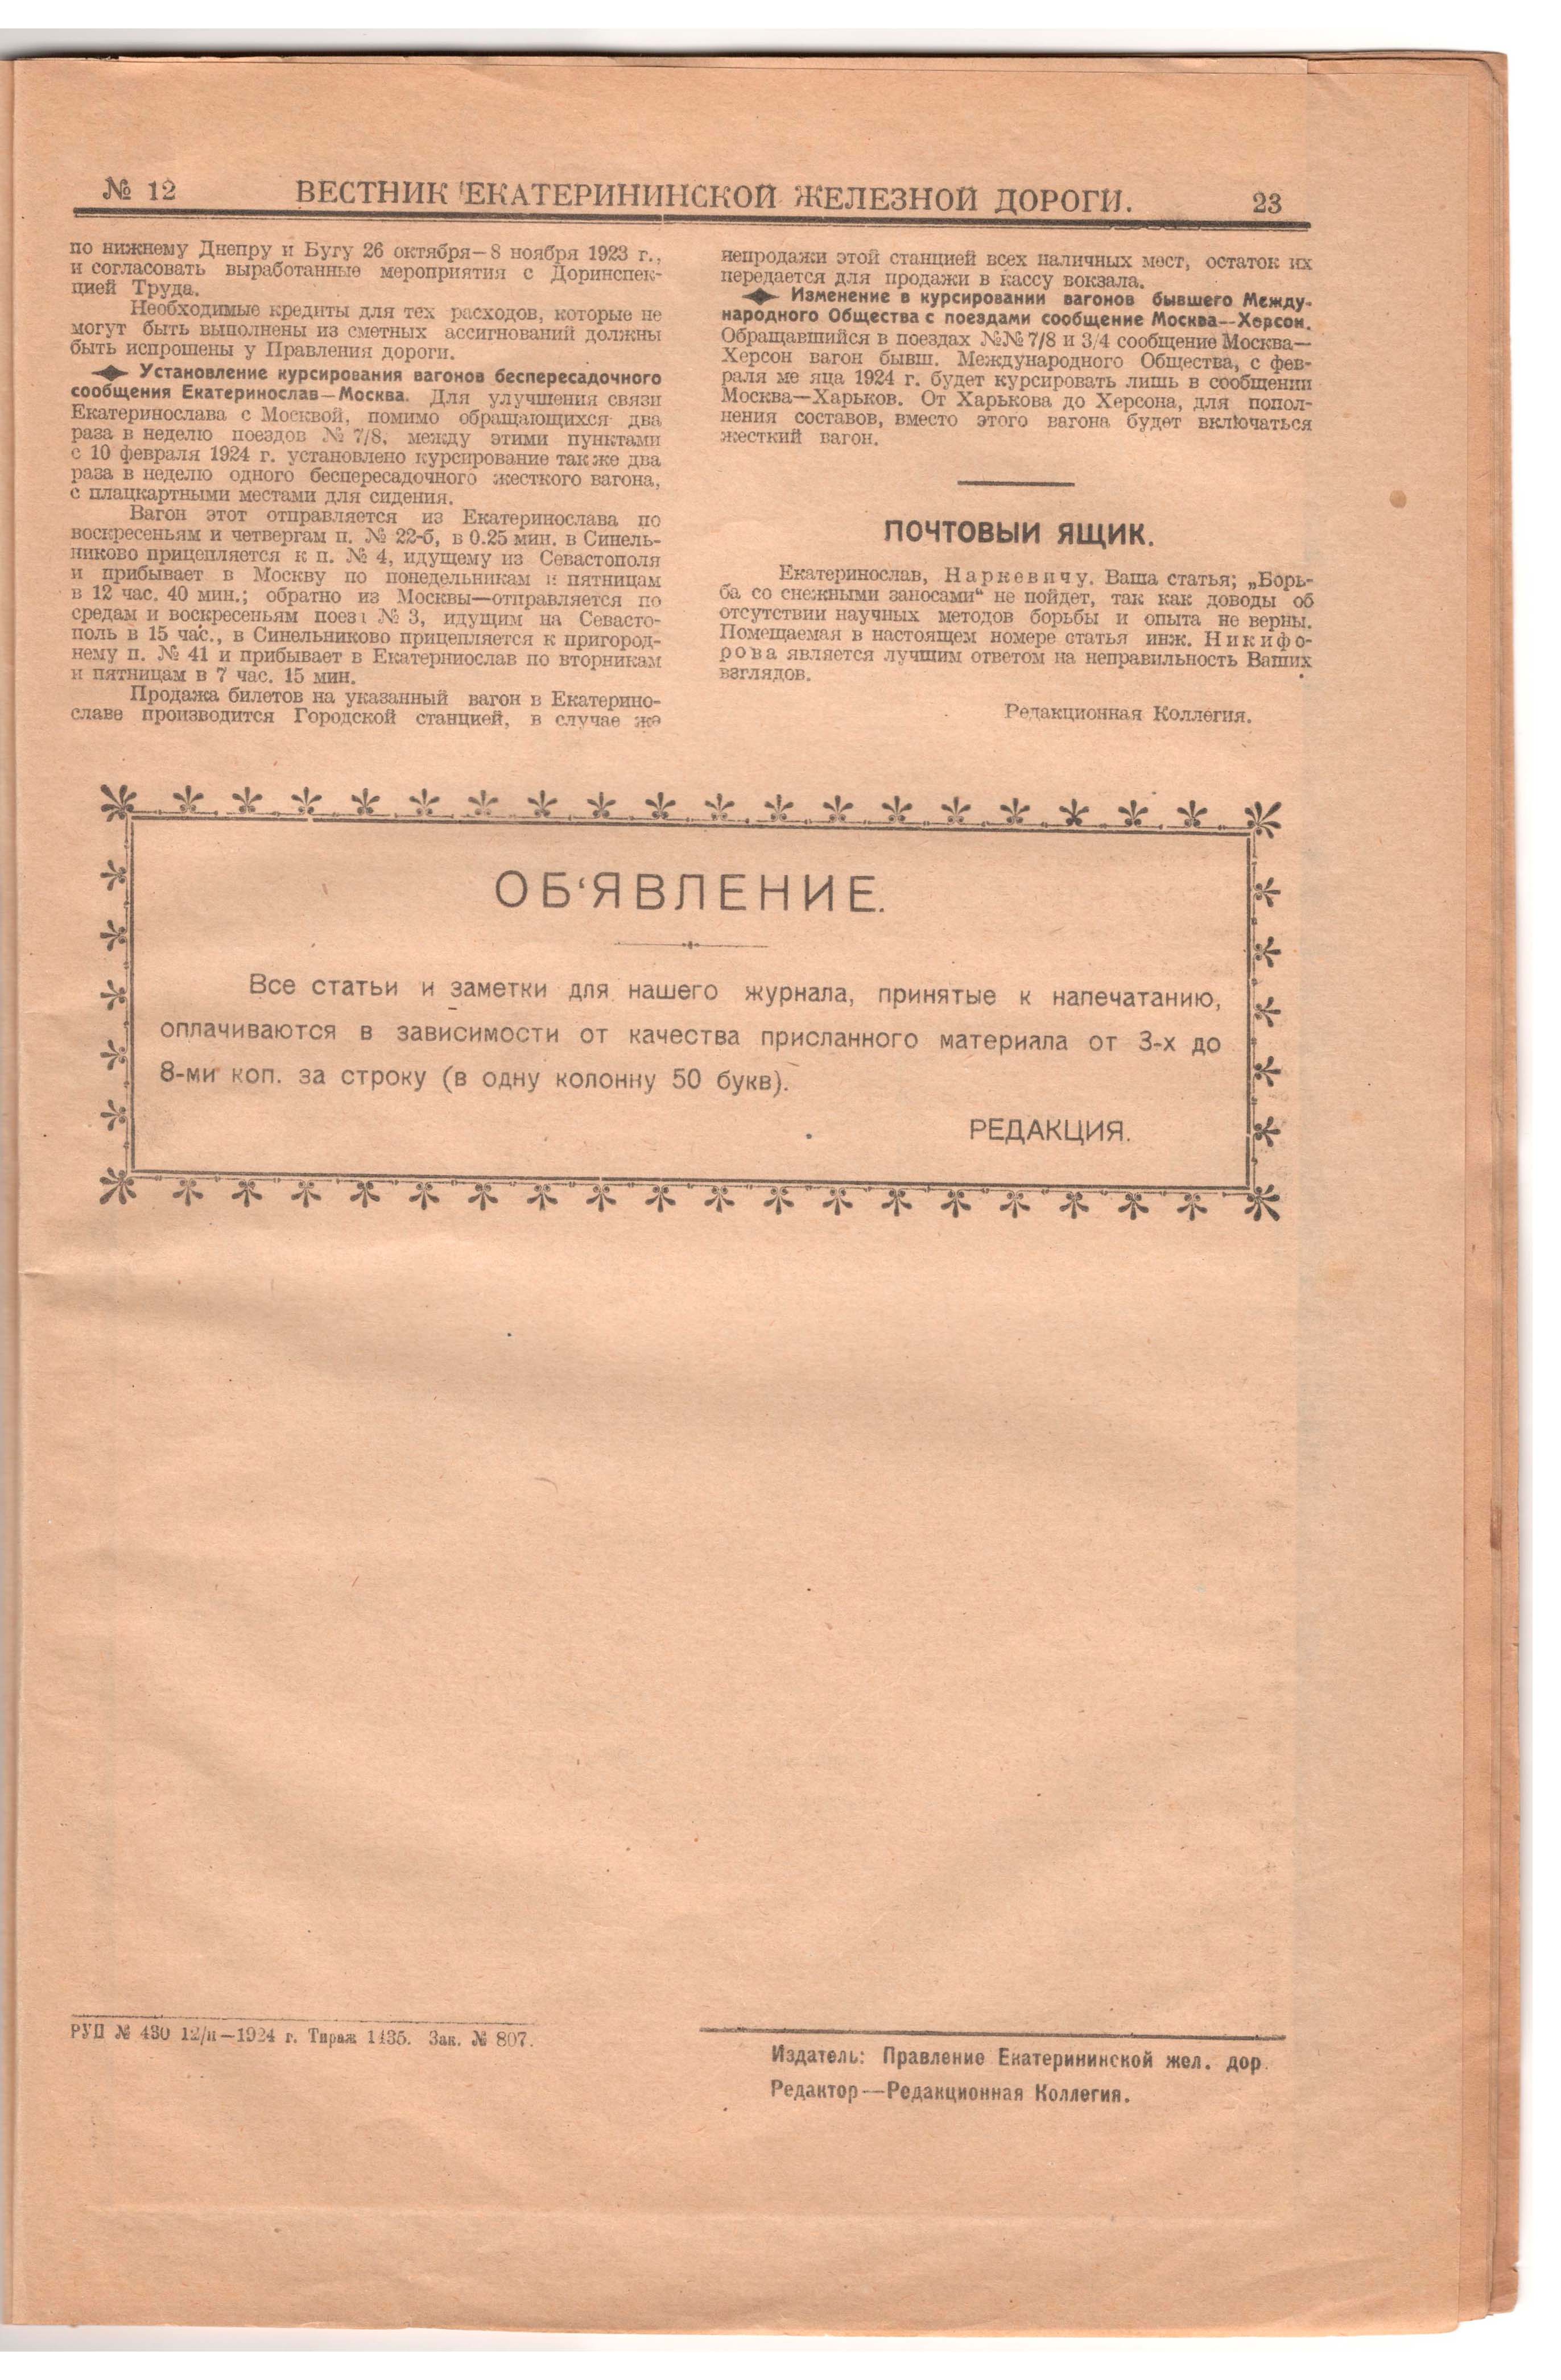 № 12
ВЕСТНИК ЕКАТЕРИНИНСКОЙ ЖЕЛЕЗНОЙ ДОРОГИ.
23
по нижнему Днепру и Бугу 26 октября—8 ноября 1923 г.,
и согласовать выработанные мероприятия с Доринспек-
цией Труда.
Необходимые кредиты для тех расходов, которые не
могут быть выполнены из сметных ассигнований должны
быть испрошены у Правления дороги.
Установление курсирования вагонов беспересадочного
сообщения Екатеринослав—Москва. Для улучшения связи
Екатеринослава с Москвой, помимо обращающихся два
раза в неделю поездов № 7/8, между этими пунктами
с 10 февраля 1924 г. установлено курсирование также два
раза в неделю одного беспересадочного жесткого вагона,
с плацкартными местами для сидения.
Вагон этот отправляется из Екатеринослава по
воскресеньям и четвергам п. № 22-б, в 0.25 мин. в Синель-
никово прицепляется к п. № 4, идущему из Севастополя
и прибывает в Москву по понедельникам и пятницам
в 12 час. 40 мин.; обратно из Москвы—отправляется по
средам и воскресеньям поезд № 3, идущим на Севасто-
поль в 15 час., в Синельниково прицепляется к пригород-
нему п. № 41 и прибывает в Екатерниослав по вторникам
и пятницам в 7 час. 15 мин.
Продажа билетов на указанный вагон в Екатерино-
славе производится Городской станцией, в случае же
непродажи этой станцией всех наличных мест, остаток их
передается для продажи в кассу вокзала.
Изменение в курсировании вагонов бывшего Между-
народного Общества с поездами сообщение Москва—Херсон.
Обращавшийся в поездах №№ 7/8 и 3/4 сообщение Москва—
Херсон вагон бывш. Международного Общества, с фев-
раля ме яца 1924 г. будет курсировать лишь в сообщении
Москва—Харьков. От Харькова до Херсона, для попол-
нения составов, вместо этого вагона будет включаться
жесткий вагон.
ПОЧТОВЫЙ ЯЩИК.
Екатеринослав, Наркевичу. Ваша статья; „Борь-
ба со снежными заносами“ не пойдет, так как доводы об
отсутствии научных методов борьбы и опыта не верны.
Помещаемая в настоящем номере статья инж. Никифо-
рова является лучшим ответом на неправильность Ваших
взглядов.
Редакционная Коллегия.
ОБ'ЯВЛЕНИЕ.
Все статьи и заметки для нашего журнала, принятые к напечатанию,
оплачиваются в зависимости от качества присланного материала от 3-х до
8-ми коп. за строку (в одну колонну 50 букв).
РЕДАКЦИЯ.
РУП № 430 12/II—1924 г. Тираж 1435. Зак. № 807.
Издатель: Правление Екатерининской жел. дор.
Редактор—Редакционная Коллегия.